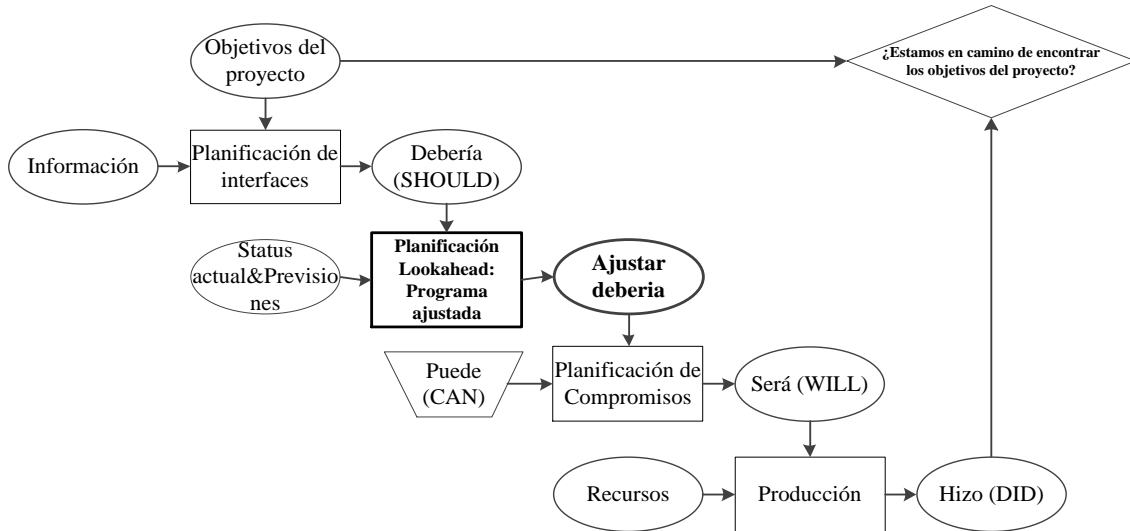 Objetivos del
proyecto
¿Estamos en camino de encontrar
los objetivos del proyecto?
Información
Planificación de
interfaces
Debería
(SHOULD)
Status
actual&Previsio
nes
Planificación
Lookahead:
Programa
ajustada
Ajustar
deberia
Puede
(CAN)
Planificación de
Compromisos
Será (WILL)
Recursos
Producción
Hizo (DID)